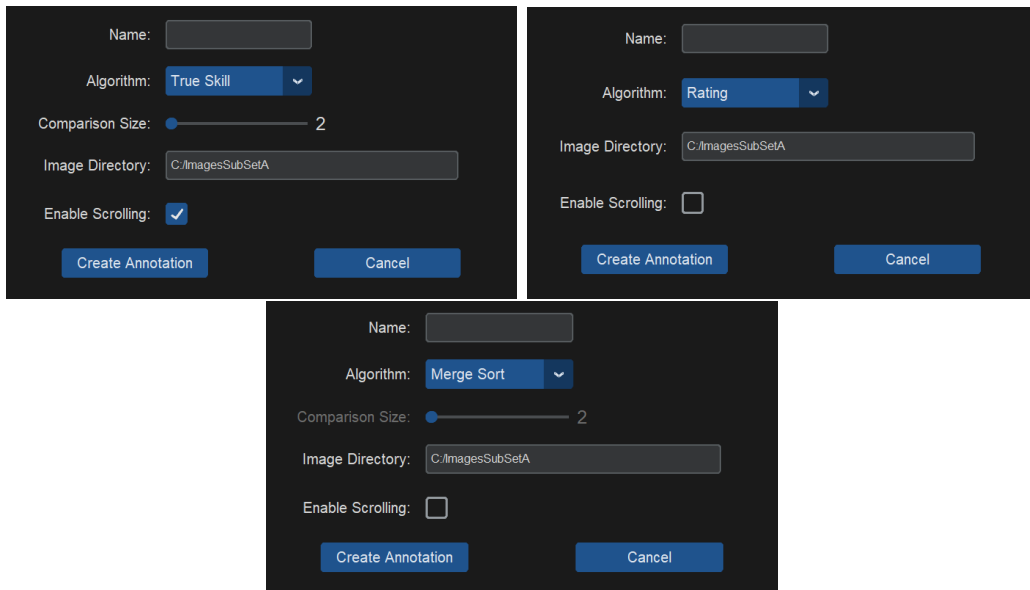 Name:
Algorithm: True Skill
Comparison Size: 2
Image Directory: C:/ImagesSubSetA
Enable Scrolling:
Create Annotation Cancel
Name:
Algorithm: Rating
Image Directory: C:/ImagesSubSetA
Enable Scrolling:
Create Annotation Cancel
Name:
Algorithm: Merge Sort
Comparison Size: 2
Image Directory: C:/ImagesSubSetA
Enable Scrolling:
Create Annotation Cancel